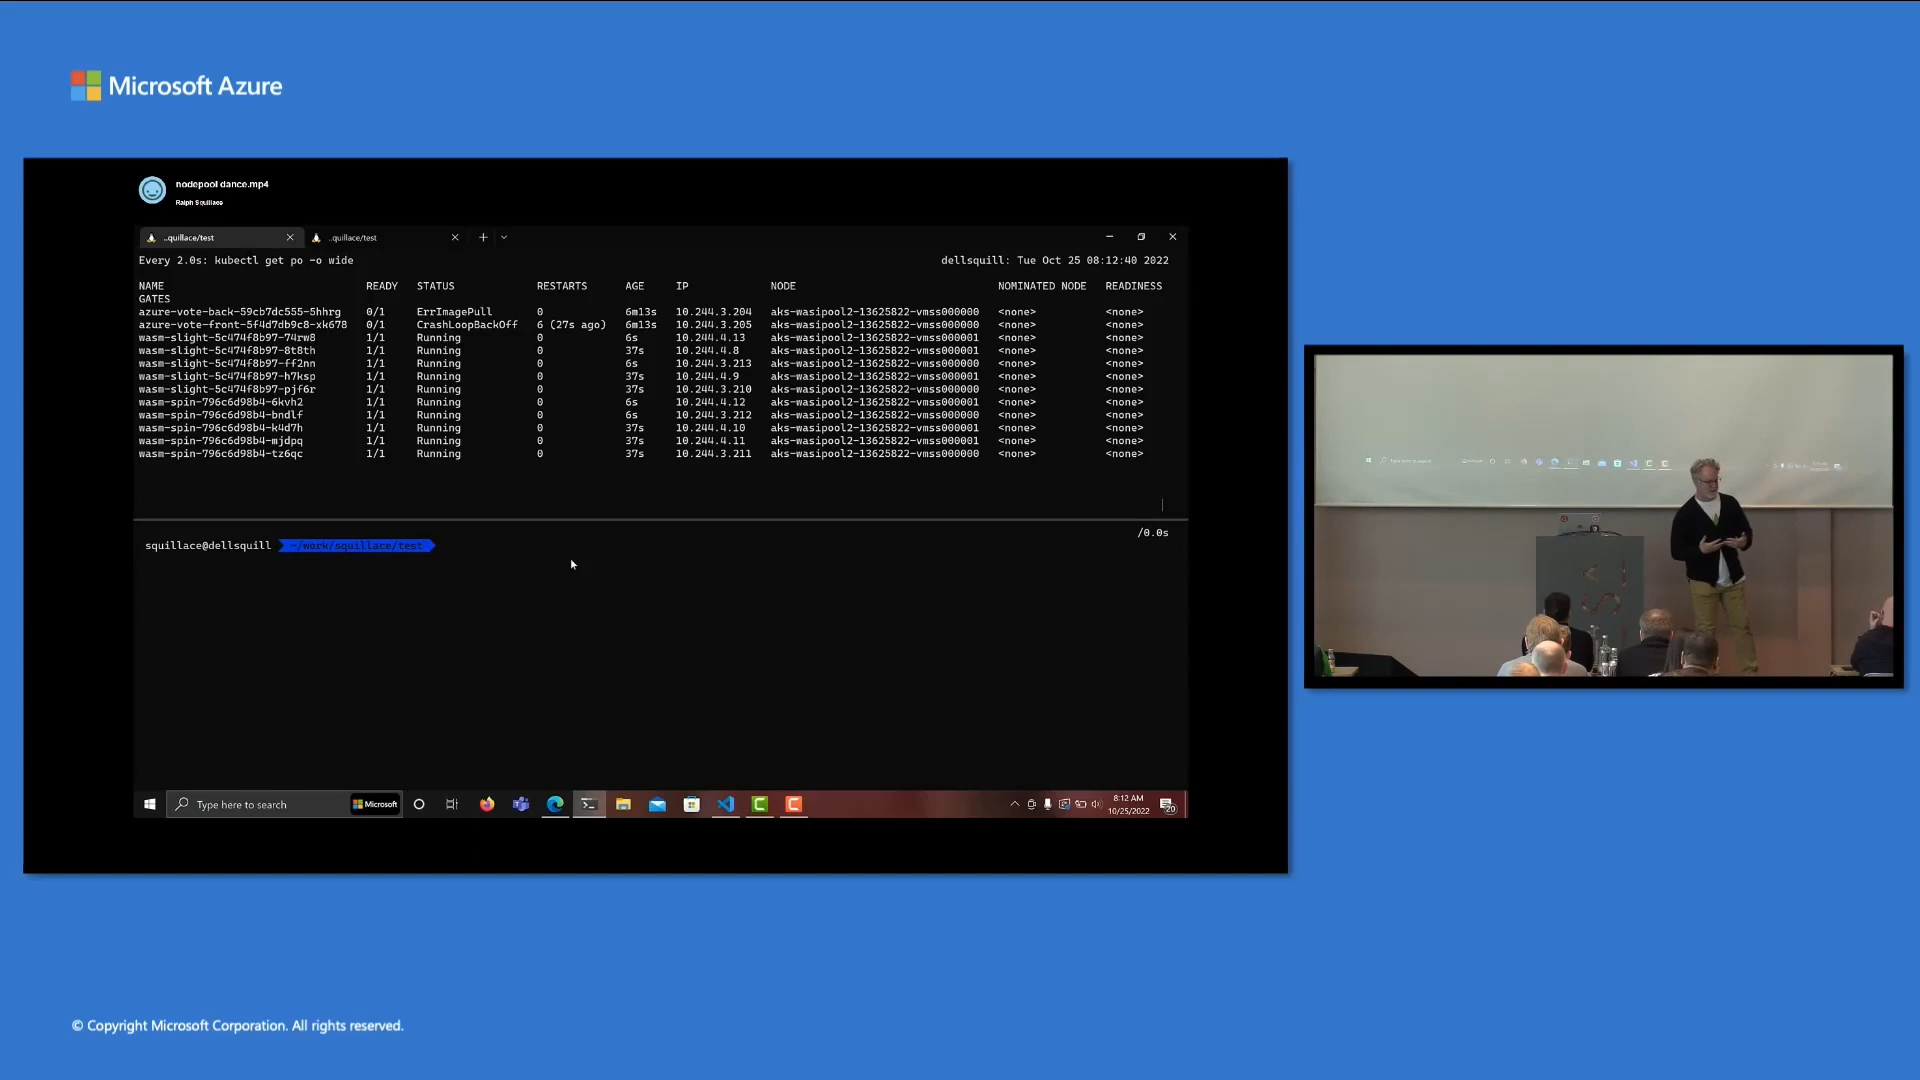 Microsoft Azure
nodepool dance.mp4
Ralph Squillace
..quillace/test
..quillace/test
Every 2.0s: kubectl get po -o wide dellsquill: Tue Oct 25 08:12:40 2022
NAME READY STATUS RESTARTS AGE IP NODE NOMINATED NODE READINESS
GATES
azure-vote-back-59cb7dc555-5hhrg 0/1 ErrImagePull 0 6m13s 10.244.3.204 aks-wasipool2-13625822-vmss000000 <none> <none>
azure-vote-front-5f4d7db9c8-xk678 0/1 CrashLoopBackOff 6 (27s ago) 6m13s 10.244.3.205 aks-wasipool2-13625822-vmss000000 <none> <none>
wasm-slight-5c474f8b97-74rw8 1/1 Running 0 6s 10.244.4.13 aks-wasipool2-13625822-vmss000001 <none> <none>
wasm-slight-5c474f8b97-8t8th 1/1 Running 0 37s 10.244.4.8 aks-wasipool2-13625822-vmss000001 <none> <none>
wasm-slight-5c474f8b97-ff2nn 1/1 Running 0 6s 10.244.3.213 aks-wasipool2-13625822-vmss000000 <none> <none>
wasm-slight-5c474f8b97-h7ksp 1/1 Running 0 37s 10.244.4.9 aks-wasipool2-13625822-vmss000001 <none> <none>
wasm-slight-5c474f8b97-pjf6r 1/1 Running 0 37s 10.244.3.210 aks-wasipool2-13625822-vmss000000 <none> <none>
wasm-spin-796c6d98b4-6kvh2 1/1 Running 0 6s 10.244.4.12 aks-wasipool2-13625822-vmss000001 <none> <none>
wasm-spin-796c6d98b4-bndlf 1/1 Running 0 6s 10.244.3.212 aks-wasipool2-13625822-vmss000000 <none> <none>
wasm-spin-796c6d98b4-k4d7h 1/1 Running 0 37s 10.244.4.10 aks-wasipool2-13625822-vmss000001 <none> <none>
wasm-spin-796c6d98b4-mjdpq 1/1 Running 0 37s 10.244.4.11 aks-wasipool2-13625822-vmss000001 <none> <none>
wasm-spin-796c6d98b4-tz6qc 1/1 Running 0 37s 10.244.3.211 aks-wasipool2-13625822-vmss000000 <none> <none>
/0.0s
squillace@dellsquill ~/work/squillace/test
Type here to search Microsoft 8:12 AM
10/25/2022
20
© Copyright Microsoft Corporation. All rights reserved.